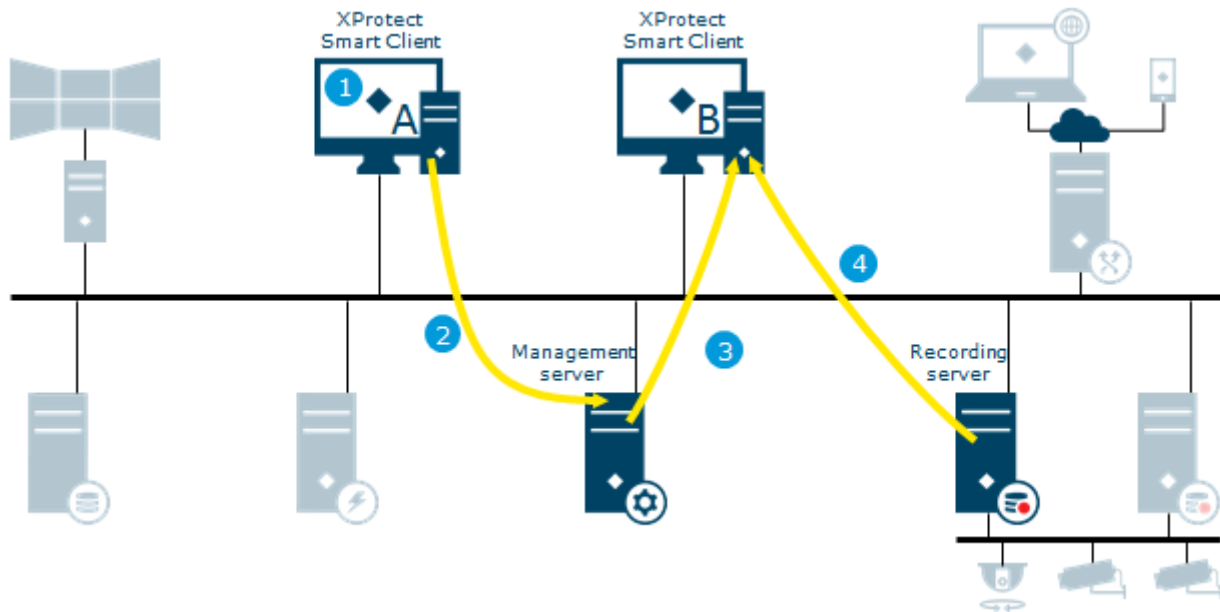 XProtect
Smart Client
XProtect
Smart Client
1
A
B
4
2
Management
server
3
Recording
server